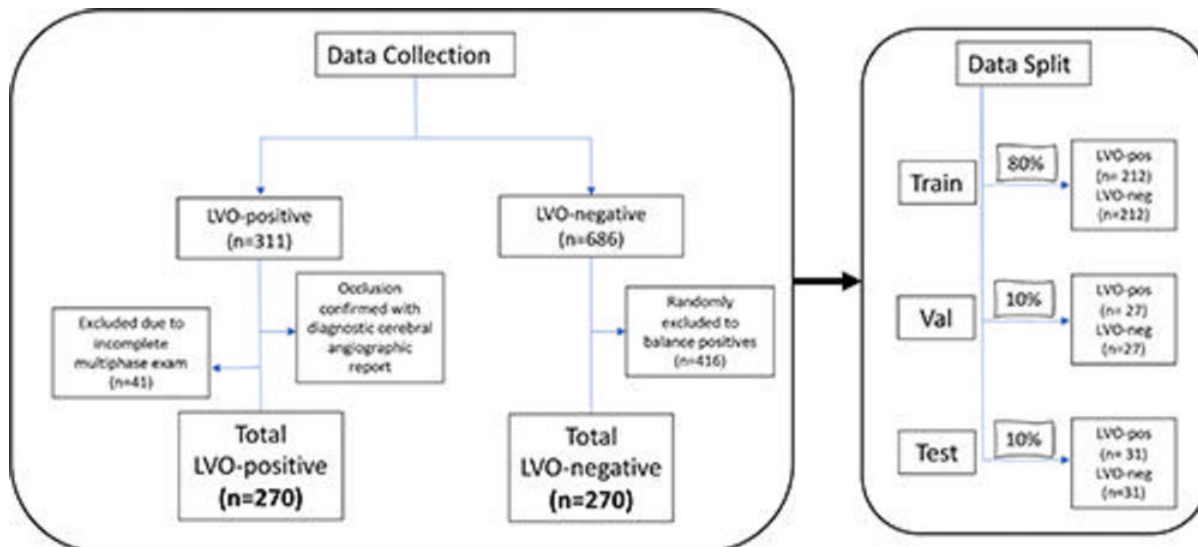 Data Collection
LVO-positive
(n=311)
LVO-negative
(n=686)
Excluded due to
incomplete
multiphase exam
(n=41)
Occlusion
confirmed with
diagnostic cerebral
angiographic
report
Randomly
excluded to
balance positives
(n=416)
Total
LVO-positive
(n=270)
Total
LVO-negative
(n=270)
Data Split
Train
80%
LVO-pos
(n= 212)
LVO-neg
(n=212)
Val
10%
LVO-pos
(n= 27)
LVO-neg
(n=27)
Test
10%
LVO-pos
(n= 31)
LVO-neg
(n=31)